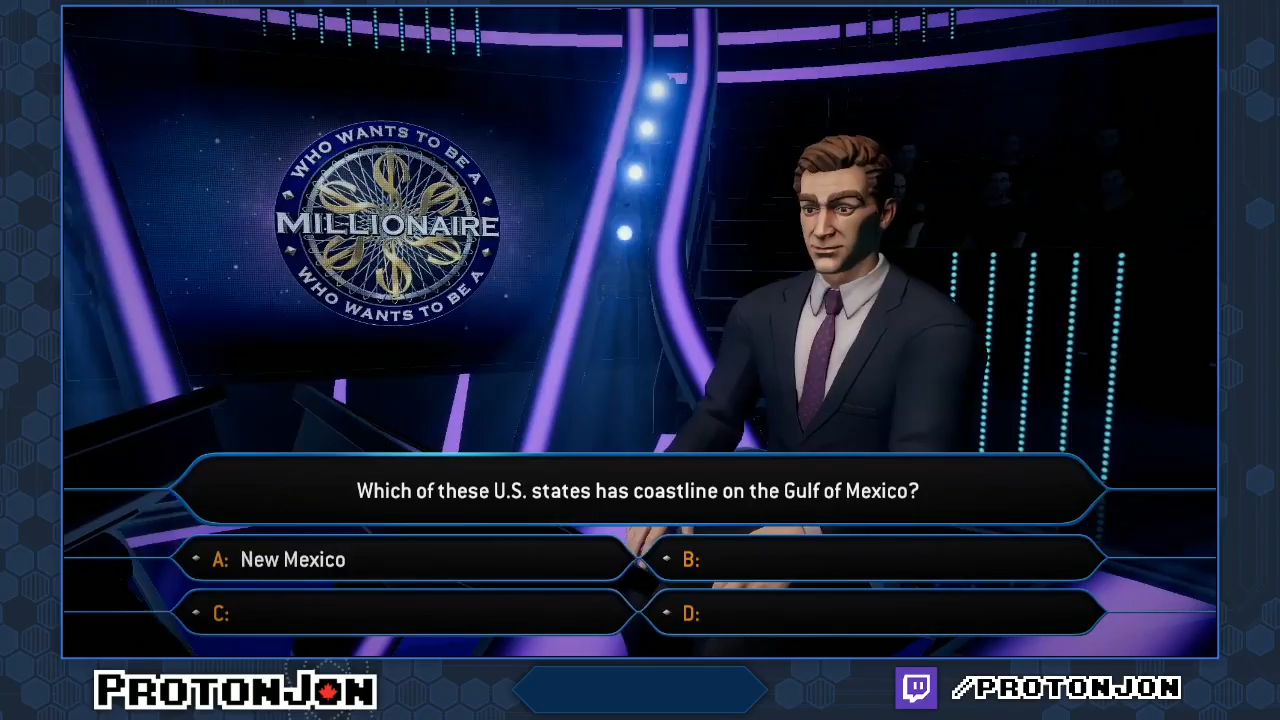 WHO WANTS TO BE A
MILLIONAIRE
WHO WANTS TO BE A
Which of these U.S. states has coastline on the Gulf of Mexico?
A: New Mexico
B:
C:
D:
PROTONJON
/PROTONJON